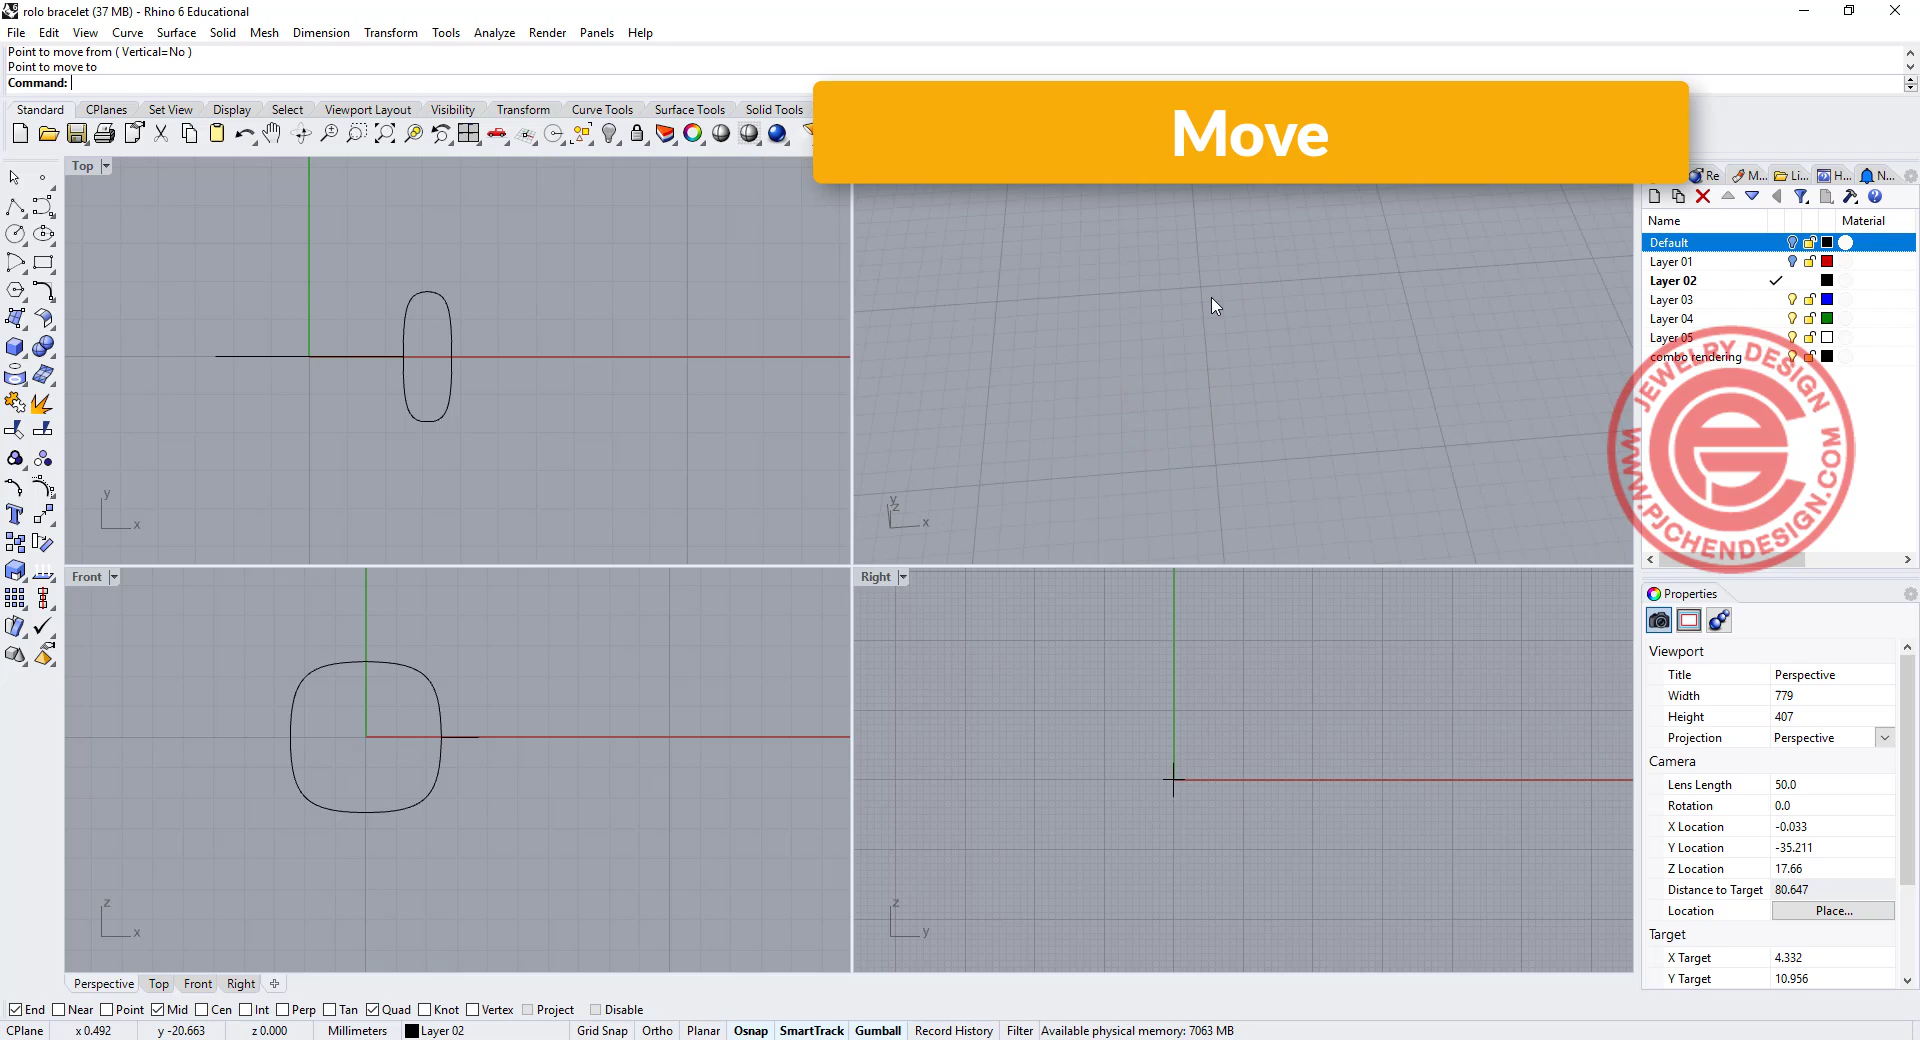 rolo bracelet (37 MB) - Rhino 6 Educational
File Edit View Curve Surface Solid Mesh Dimension Transform Tools Analyze Render Panels Help
Point to move from ( Vertical=No )
Point to move to
Command:
Move
Standard CPlanes Set View Display Select Viewport Layout Visibility Transform Curve Tools Surface Tools Solid Tools
Top
Re M... Li... H... N...
Name Material
Default
Layer 01
Layer 02
Layer 03
Layer 04
Layer 05
combo rendering
JEWELRY DESIGN
WWW.PJCHENDESIGN.COM
y
x
y
z
x
Front
Right
Properties
Viewport
Title Perspective
Width 779
Height 407
Projection Perspective
Camera
Lens Length 50.0
Rotation 0.0
X Location -0.033
Y Location -35.211
Z Location 17.66
Distance to Target 80.647
Location Place...
Target
X Target 4.332
Y Target 10.956
z
x
z
y
Perspective Top Front Right
End Near Point Mid Cen Int Perp Tan Quad Knot Vertex Project Disable
CPlane x 0.492 y -20.663 z 0.000 Millimeters Layer 02 Grid Snap Ortho Planar Osnap SmartTrack Gumball Record History Filter Available physical memory: 7063 MB